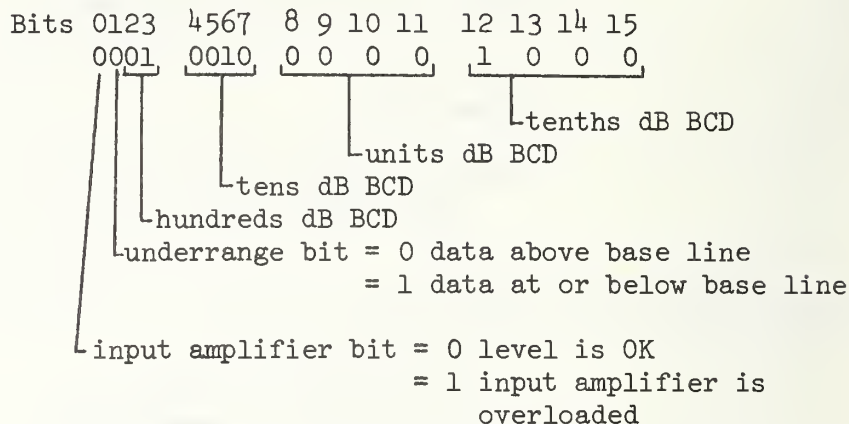 Bits 0123 4567 8 9 10 11 12 13 14 15
0001 0010 0 0 0 0 1 0 0 0
tenths dB BCD
units dB BCD
tens dB BCD
hundreds dB BCD
underrange bit = 0 data above base line
= 1 data at or below base line
input amplifier bit = 0 level is OK
= 1 input amplifier is
overloaded